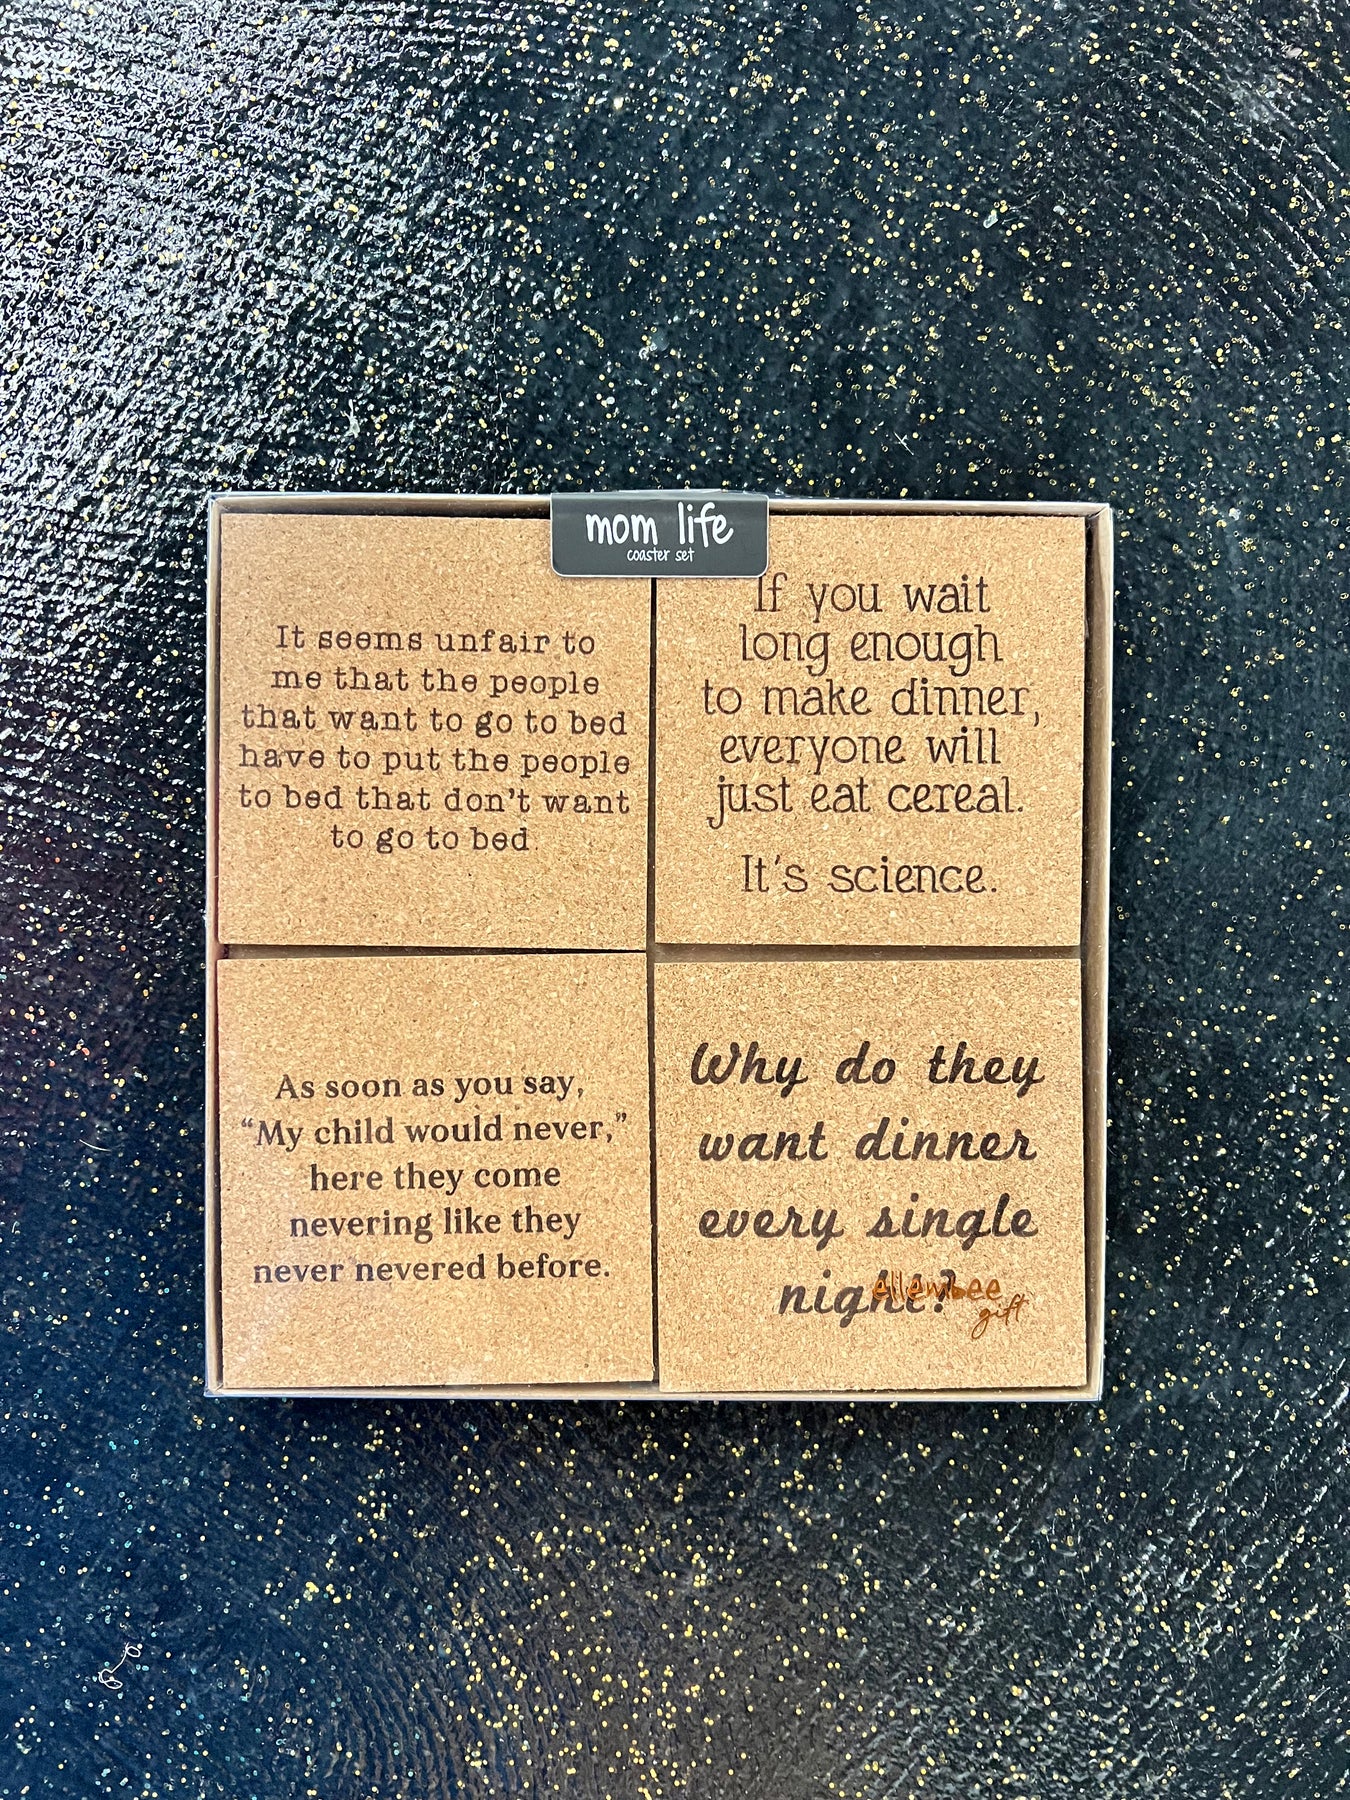 mom life
coaster set
It seems unfair to
me that the people
that want to go to bed
have to put the people
to bed that don't want
to go to bed.
If you wait
long enough
to make dinner,
everyone will
just eat cereal.
It's science.
As soon as you say,
“My child would never,”
here they come
nevering like they
never nevered before.
Why do they
want dinner
every single
night?
ellembee
gift